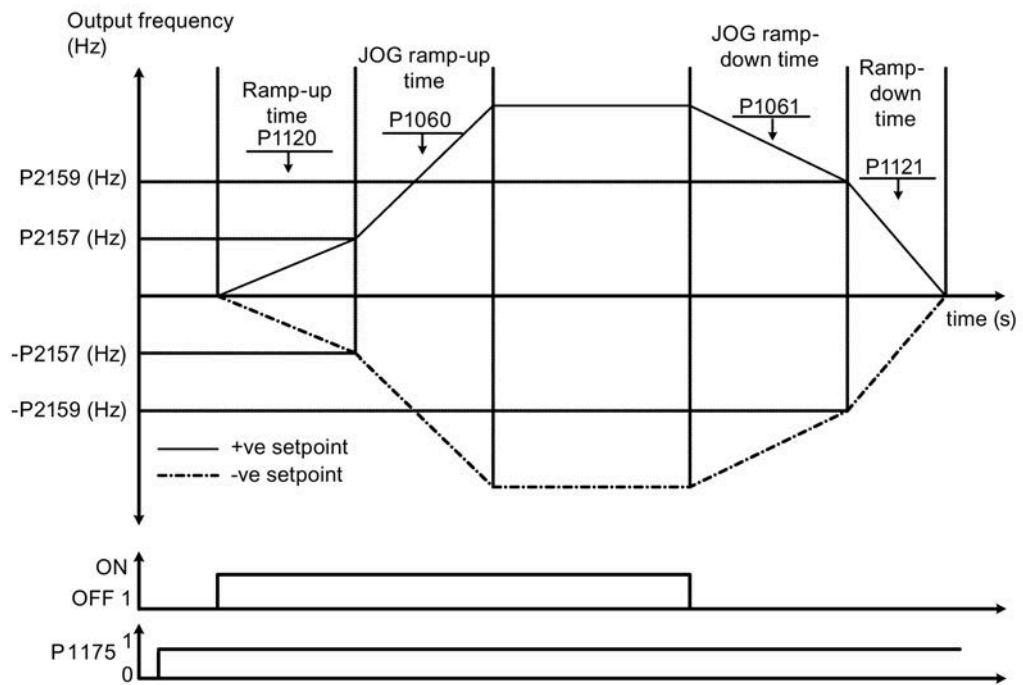 Output frequency
(Hz)
Ramp-up
time
P1120
JOG ramp-up
time
P1060
JOG ramp-
down time
P1061
Ramp-
down
time
P1121
P2159 (Hz)
P2157 (Hz)
time (s)
-P2157 (Hz)
-P2159 (Hz)
+ve setpoint
-ve setpoint
ON
OFF 1
P1175
1
0